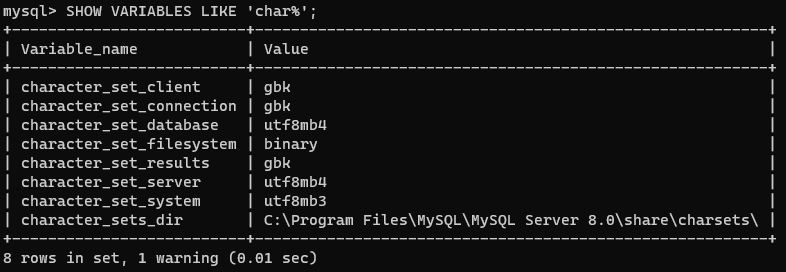 mysql> SHOW VARIABLES LIKE 'char%';
+--------------------------+---------------------------------------------------------+
| Variable_name            | Value                                                   |
+--------------------------+---------------------------------------------------------+
| character_set_client     | gbk                                                     |
| character_set_connection | gbk                                                     |
| character_set_database   | utf8mb4                                                 |
| character_set_filesystem | binary                                                  |
| character_set_results    | gbk                                                     |
| character_set_server     | utf8mb4                                                 |
| character_set_system     | utf8mb3                                                 |
| character_sets_dir       | C:\Program Files\MySQL\MySQL Server 8.0\share\charsets\ |
+--------------------------+---------------------------------------------------------+
8 rows in set, 1 warning (0.01 sec)